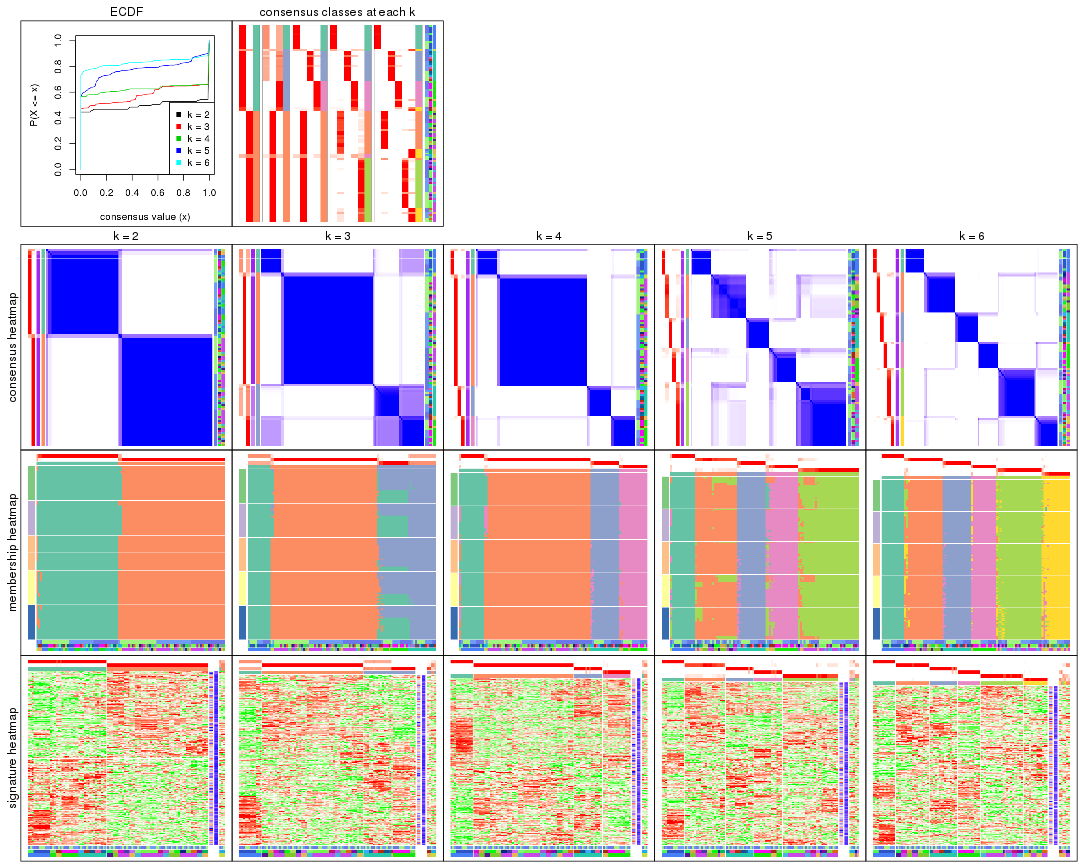 ECDF
consensus classes at each k
P(X <= x)
0.0 0.2 0.4 0.6 0.8 1.0
k = 2
k = 3
k = 4
k = 5
k = 6
0.0 0.2 0.4 0.6 0.8 1.0
consensus value (x)
k = 2 k = 3 k = 4 k = 5 k = 6
consensus heatmap
membership heatmap
signature heatmap